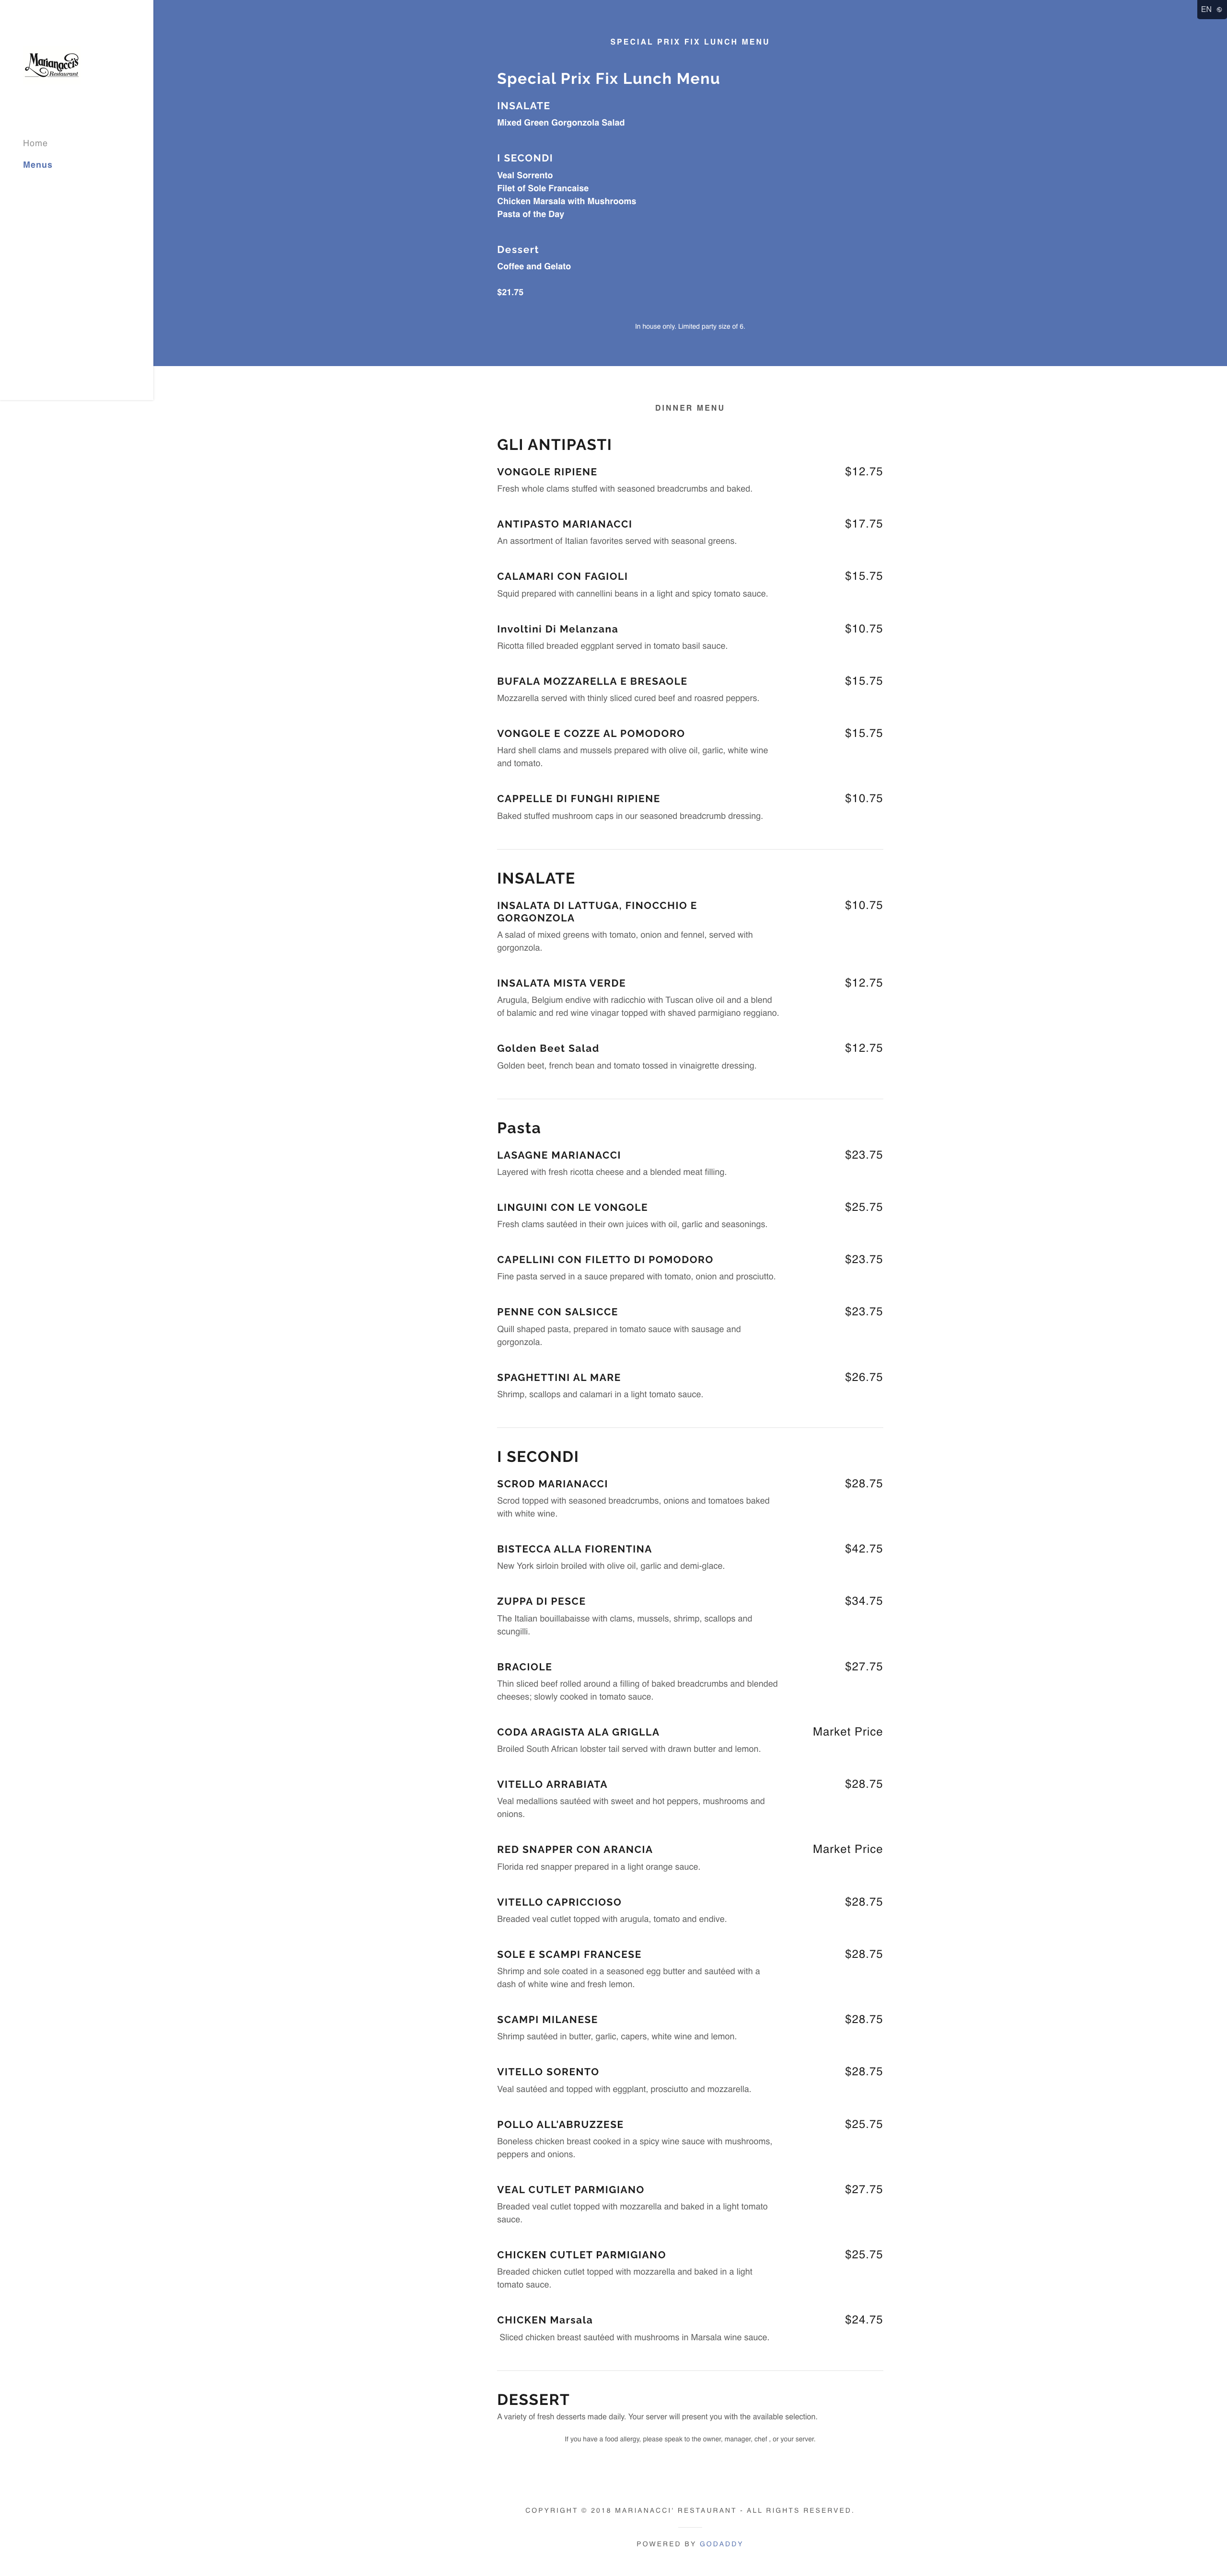 EN
Marianacci's
Restaurant
Home
Menus
SPECIAL PRIX FIX LUNCH MENU
Special Prix Fix Lunch Menu
INSALATE
Mixed Green Gorgonzola Salad
I SECONDI
Veal Sorrento
Filet of Sole Francaise
Chicken Marsala with Mushrooms
Pasta of the Day
Dessert
Coffee and Gelato
$21.75
In house only. Limited party size of 6.
DINNER MENU
GLI ANTIPASTI
VONGOLE RIPIENE $12.75
Fresh whole clams stuffed with seasoned breadcrumbs and baked.
ANTIPASTO MARIANACCI $17.75
An assortment of Italian favorites served with seasonal greens.
CALAMARI CON FAGIOLI $15.75
Squid prepared with cannellini beans in a light and spicy tomato sauce.
Involtini Di Melanzana $10.75
Ricotta filled breaded eggplant served in tomato basil sauce.
BUFALA MOZZARELLA E BRESAOLE $15.75
Mozzarella served with thinly sliced cured beef and roasred peppers.
VONGOLE E COZZE AL POMODORO $15.75
Hard shell clams and mussels prepared with olive oil, garlic, white wine
and tomato.
CAPPELLE DI FUNGHI RIPIENE $10.75
Baked stuffed mushroom caps in our seasoned breadcrumb dressing.
INSALATE
INSALATA DI LATTUGA, FINOCCHIO E $10.75
GORGONZOLA
A salad of mixed greens with tomato, onion and fennel, served with
gorgonzola.
INSALATA MISTA VERDE $12.75
Arugula, Belgium endive with radicchio with Tuscan olive oil and a blend
of balamic and red wine vinagar topped with shaved parmigiano reggiano.
Golden Beet Salad $12.75
Golden beet, french bean and tomato tossed in vinaigrette dressing.
Pasta
LASAGNE MARIANACCI $23.75
Layered with fresh ricotta cheese and a blended meat filling.
LINGUINI CON LE VONGOLE $25.75
Fresh clams sautéed in their own juices with oil, garlic and seasonings.
CAPELLINI CON FILETTO DI POMODORO $23.75
Fine pasta served in a sauce prepared with tomato, onion and prosciutto.
PENNE CON SALSICCE $23.75
Quill shaped pasta, prepared in tomato sauce with sausage and
gorgonzola.
SPAGHETTINI AL MARE $26.75
Shrimp, scallops and calamari in a light tomato sauce.
I SECONDI
SCROD MARIANACCI $28.75
Scrod topped with seasoned breadcrumbs, onions and tomatoes baked
with white wine.
BISTECCA ALLA FIORENTINA $42.75
New York sirloin broiled with olive oil, garlic and demi-glace.
ZUPPA DI PESCE $34.75
The Italian bouillabaisse with clams, mussels, shrimp, scallops and
scungilli.
BRACIOLE $27.75
Thin sliced beef rolled around a filling of baked breadcrumbs and blended
cheeses; slowly cooked in tomato sauce.
CODA ARAGISTA ALA GRIGLLA Market Price
Broiled South African lobster tail served with drawn butter and lemon.
VITELLO ARRABIATA $28.75
Veal medallions sautéed with sweet and hot peppers, mushrooms and
onions.
RED SNAPPER CON ARANCIA Market Price
Florida red snapper prepared in a light orange sauce.
VITELLO CAPRICCIOSO $28.75
Breaded veal cutlet topped with arugula, tomato and endive.
SOLE E SCAMPI FRANCESE $28.75
Shrimp and sole coated in a seasoned egg butter and sautéed with a
dash of white wine and fresh lemon.
SCAMPI MILANESE $28.75
Shrimp sautéed in butter, garlic, capers, white wine and lemon.
VITELLO SORENTO $28.75
Veal sautéed and topped with eggplant, prosciutto and mozzarella.
POLLO ALL'ABRUZZESE $25.75
Boneless chicken breast cooked in a spicy wine sauce with mushrooms,
peppers and onions.
VEAL CUTLET PARMIGIANO $27.75
Breaded veal cutlet topped with mozzarella and baked in a light tomato
sauce.
CHICKEN CUTLET PARMIGIANO $25.75
Breaded chicken cutlet topped with mozzarella and baked in a light
tomato sauce.
CHICKEN Marsala $24.75
Sliced chicken breast sautéed with mushrooms in Marsala wine sauce.
DESSERT
A variety of fresh desserts made daily. Your server will present you with the available selection.
If you have a food allergy, please speak to the owner, manager, chef , or your server.
COPYRIGHT © 2018 MARIANACCI' RESTAURANT - ALL RIGHTS RESERVED.
POWERED BY GODADDY